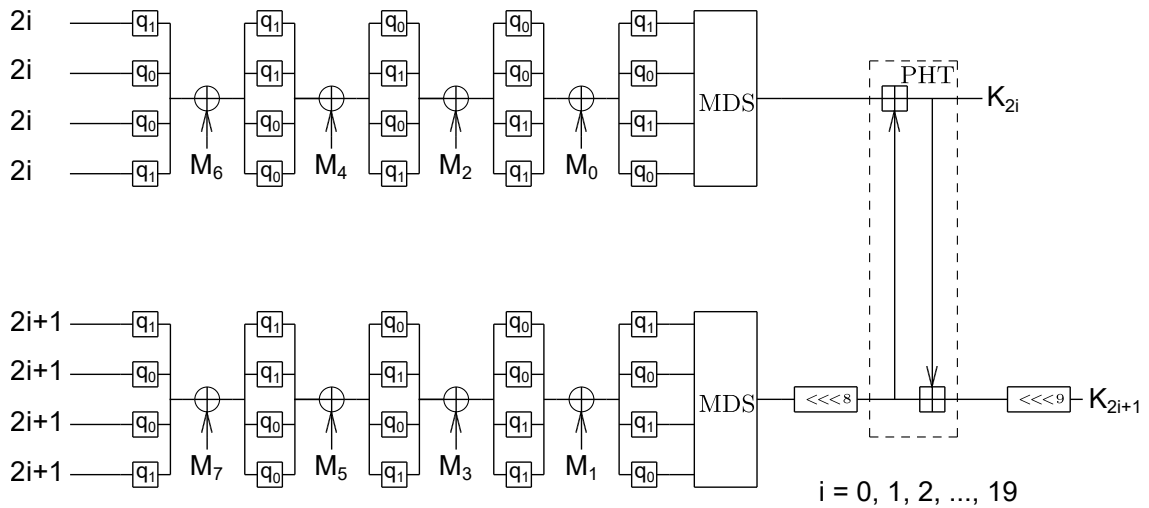 2i q₁ q₁ q₀ q₀ q₁
2i q₀ q₁ q₁ q₀ q₀ PHT
M₆ M₄ M₂ M₀ MDS K₂ᵢ
2i q₀ q₀ q₀ q₁ q₁
2i q₁ q₀ q₁ q₁ q₀
2i+1 q₁ q₁ q₀ q₀ q₁
2i+1 q₀ q₁ q₁ q₀ q₀
MDS <<<8 <<<9 K₂ᵢ₊₁
2i+1 q₀ q₀ q₀ q₁ q₁
2i+1 q₁ q₀ q₁ q₁ q₀
M₇ M₅ M₃ M₁
i = 0, 1, 2, ..., 19